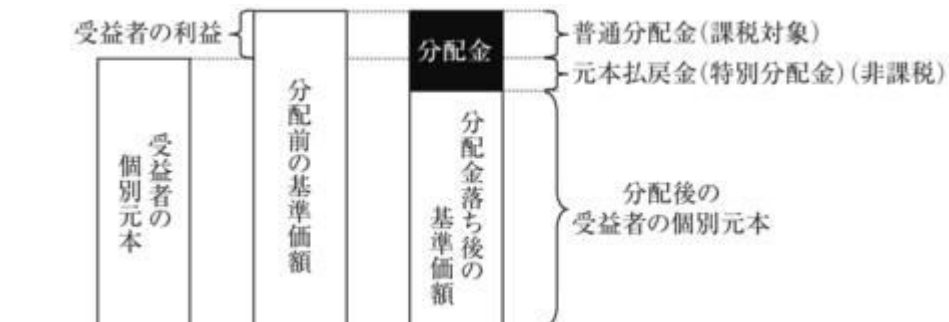 受益者の利益
分配金
普通分配金(課税対象)
元本払戻金(特別分配金)(非課税)
受益者の
個別元本
分配前の基準価額
分配金落ち後の
基準価額
分配後の
受益者の個別元本